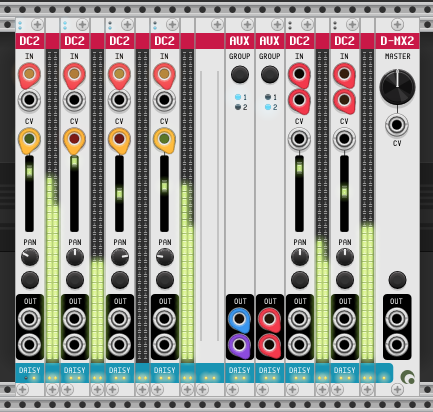 DC2 DC2 DC2 DC2 AUX AUX DC2 DC2 D-MX2
IN IN IN IN GROUP GROUP IN IN MASTER
1 1
2 2
CV CV CV CV CV CV
CV
PAN PAN PAN PAN PAN PAN
OUT OUT OUT OUT OUT OUT OUT OUT OUT
DAISY DAISY DAISY DAISY DAISY DAISY DAISY DAISY DAISY